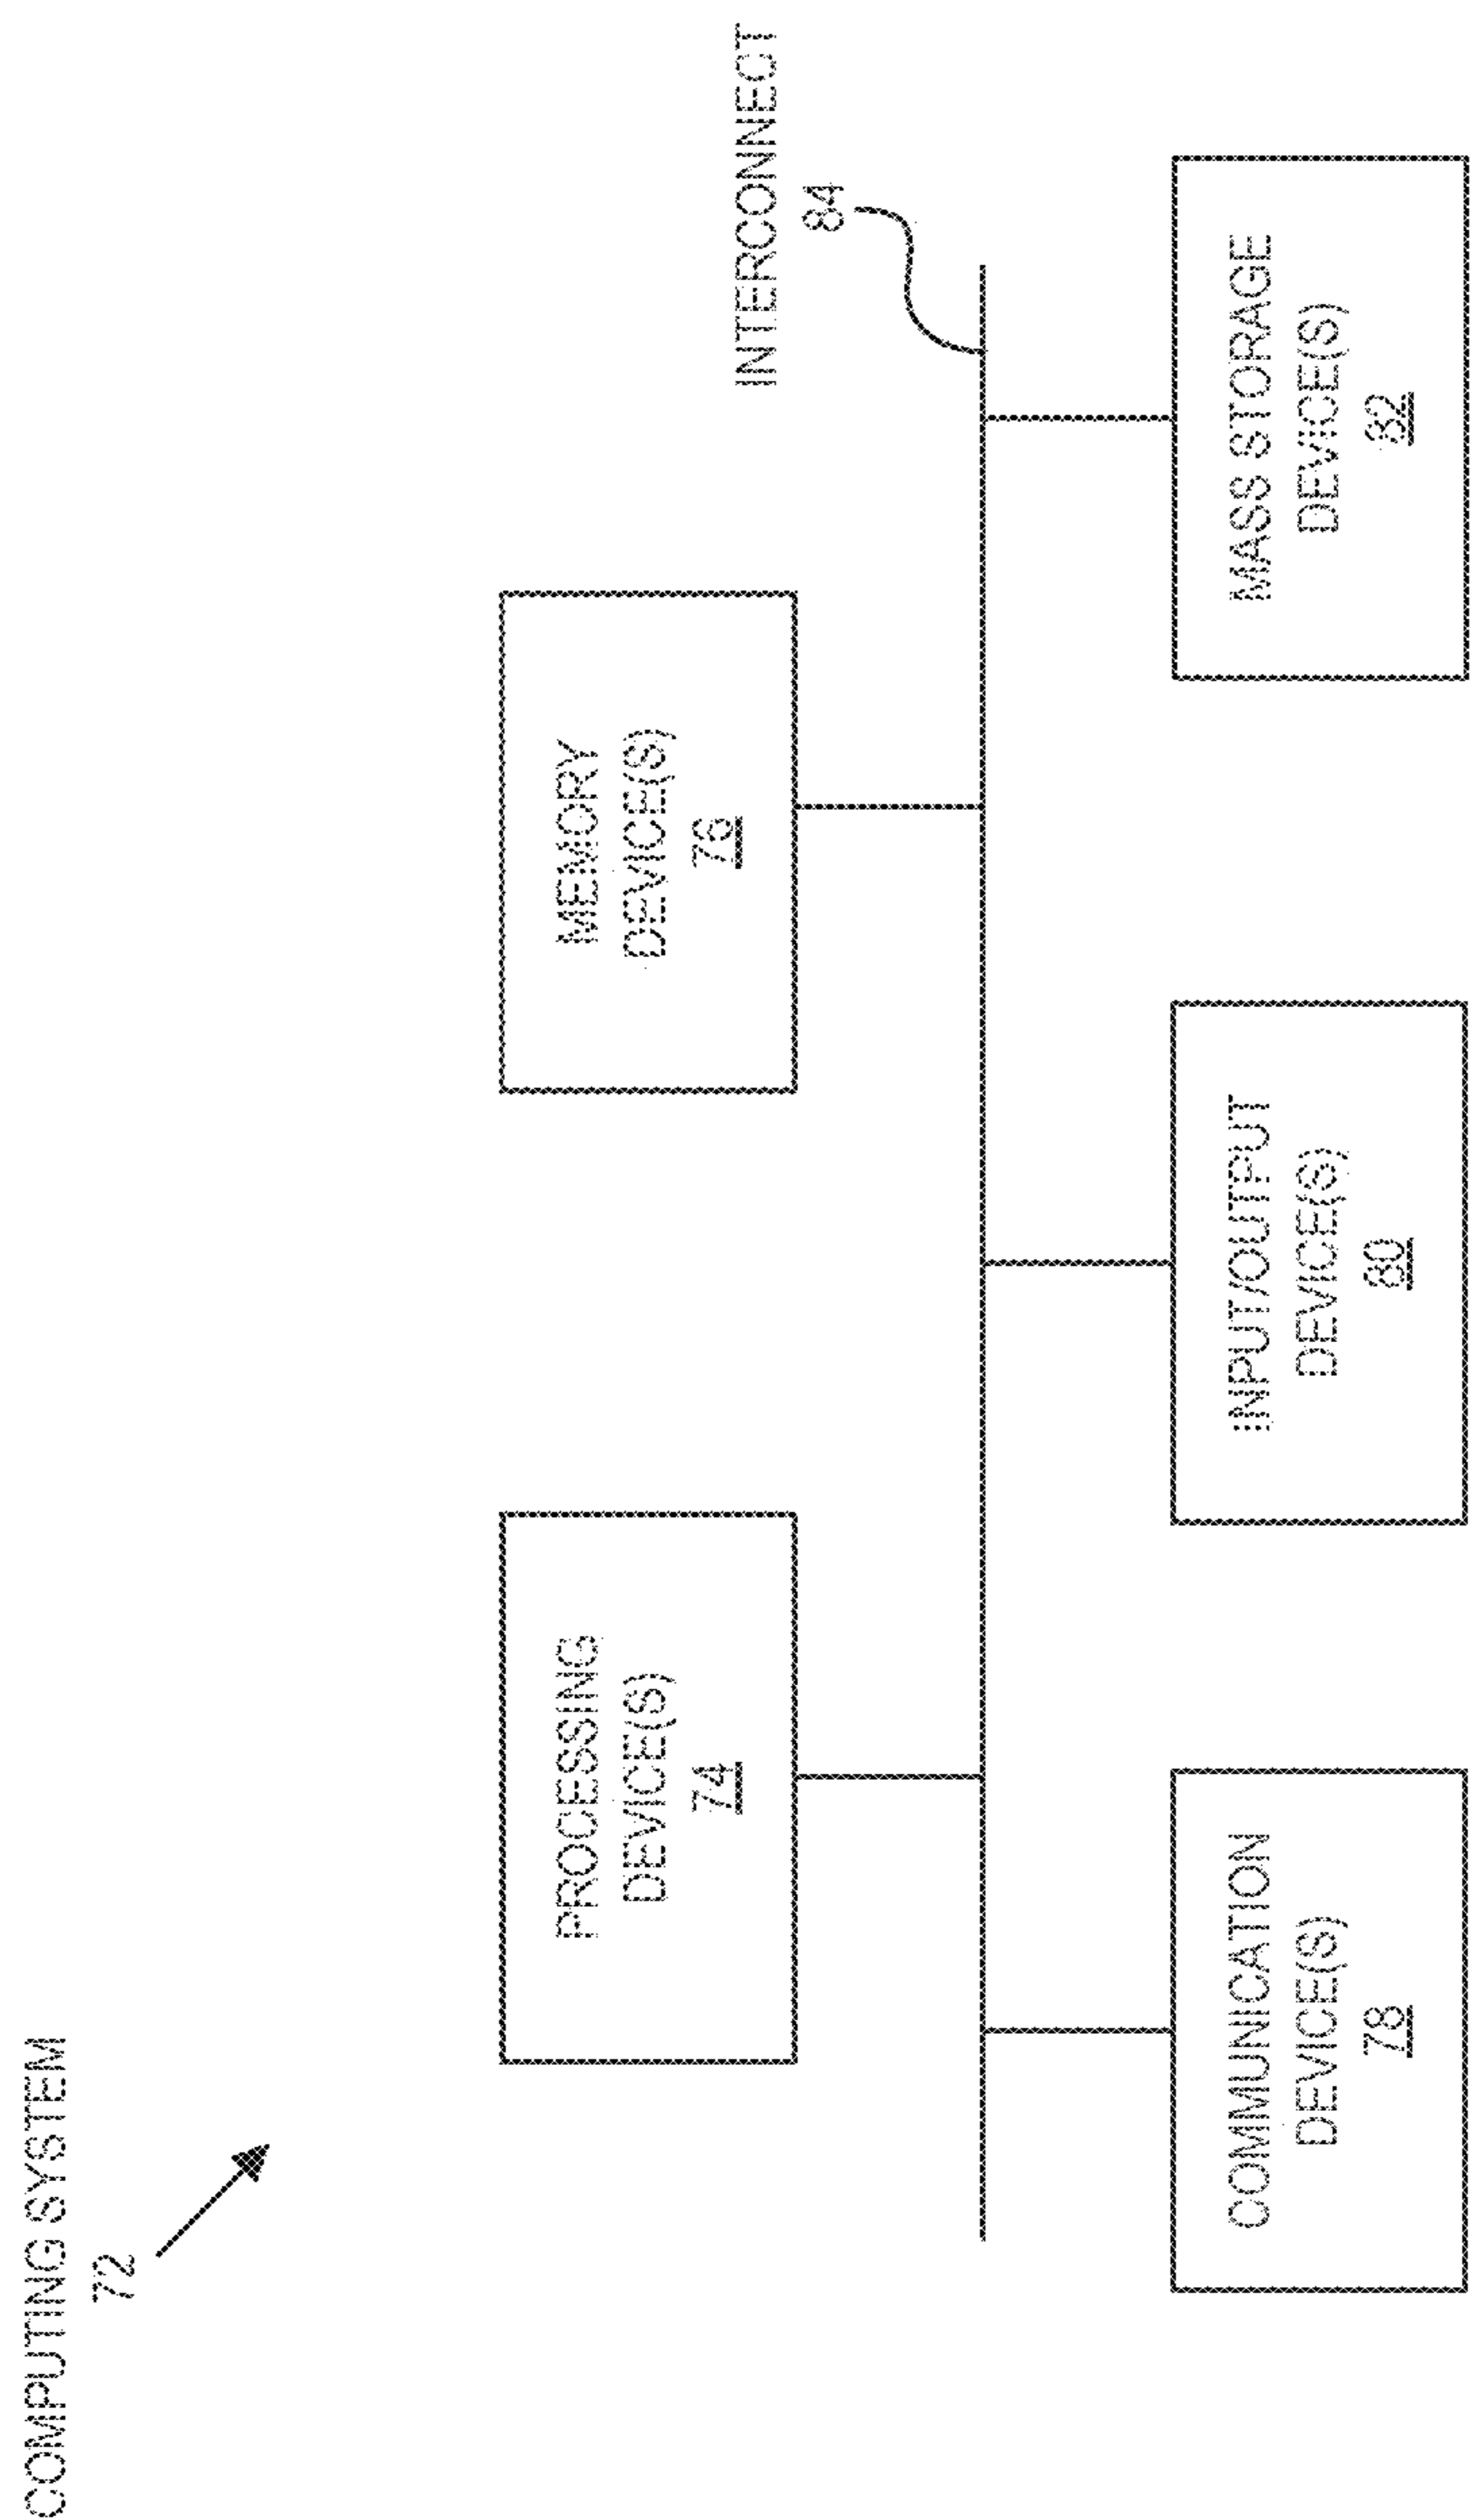 COMPUTING SYSTEM
72
PROCESSING
DEVICE(S)
74
MEMORY
DEVICE(S)
76
INTERCONNECT
84
COMMUNICATION
DEVICE(S)
78
INPUT/OUTPUT
DEVICE(S)
80
MASS STORAGE
DEVICE(S)
82